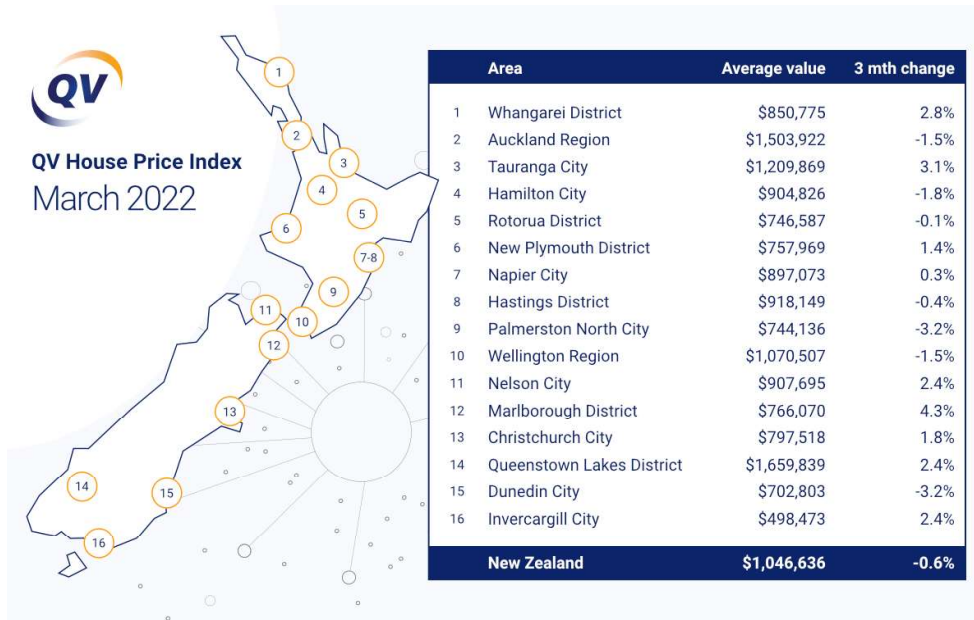 QV
QV House Price Index
March 2022
1
2
3
4
5
6
7-8
9
10
11
12
13
14
15
16
Area Average value 3 mth change
1 Whangarei District $850,775 2.8%
2 Auckland Region $1,503,922 -1.5%
3 Tauranga City $1,209,869 3.1%
4 Hamilton City $904,826 -1.8%
5 Rotorua District $746,587 -0.1%
6 New Plymouth District $757,969 1.4%
7 Napier City $897,073 0.3%
8 Hastings District $918,149 -0.4%
9 Palmerston North City $744,136 -3.2%
10 Wellington Region $1,070,507 -1.5%
11 Nelson City $907,695 2.4%
12 Marlborough District $766,070 4.3%
13 Christchurch City $797,518 1.8%
14 Queenstown Lakes District $1,659,839 2.4%
15 Dunedin City $702,803 -3.2%
16 Invercargill City $498,473 2.4%
New Zealand $1,046,636 -0.6%